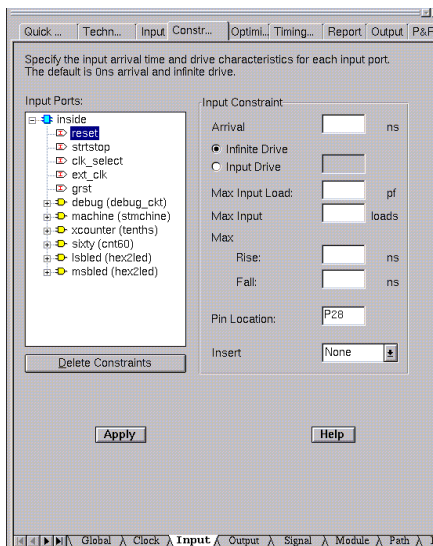 Quick ... Techn... Input Constr... Optimi... Timing... Report Output P&R
Specify the input arrival time and drive characteristics for each input port.
The default is 0ns arrival and infinite drive.
Input Ports:
inside
reset
strtstop
clk_select
ext_clk
grst
debug (debug_ckt)
machine (stmchine)
xcounter (tenths)
sixty (cnt60)
lsbled (hex2led)
msbled (hex2led)
Delete Constraints
Input Constraint
Arrival ns
Infinite Drive
Input Drive
Max Input Load: pf
Max Input loads
Max
Rise: ns
Fall: ns
Pin Location: P28
Insert None
Apply Help
Global Clock Input Output Signal Module Path